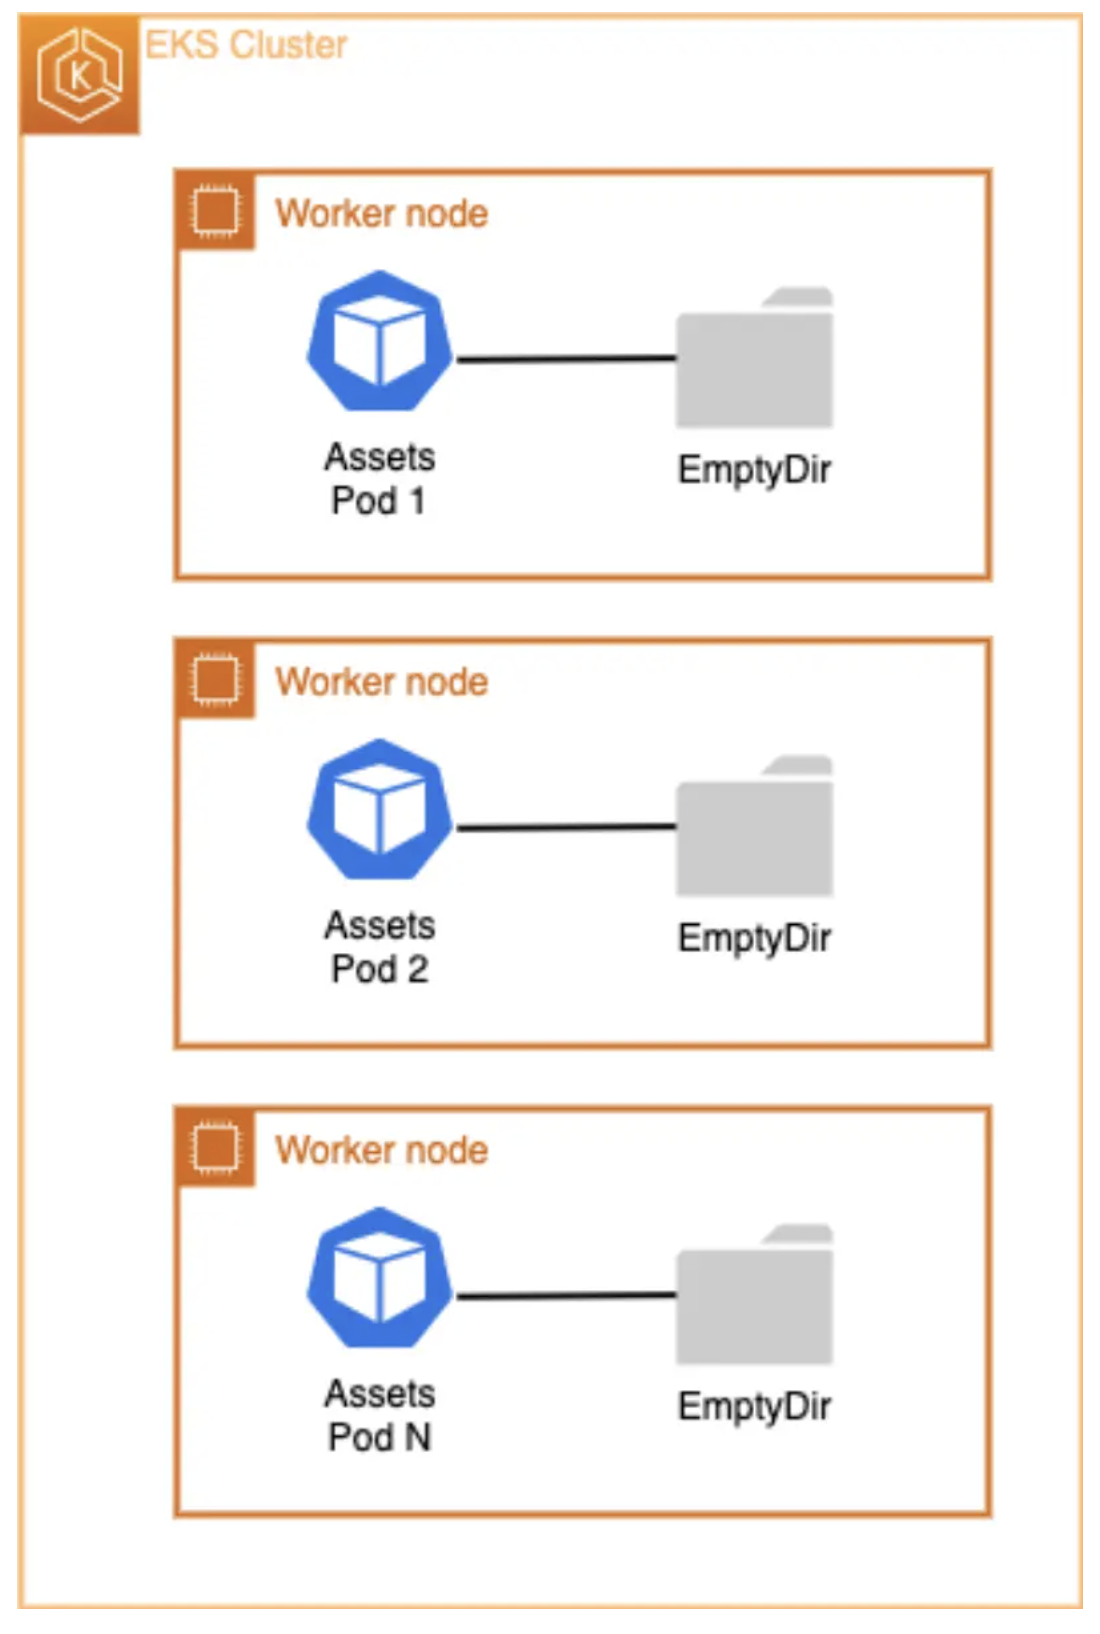 EKS Cluster
K
Worker node
Assets
Pod 1
EmptyDir
Worker node
Assets
Pod 2
EmptyDir
Worker node
Assets
Pod N
EmptyDir